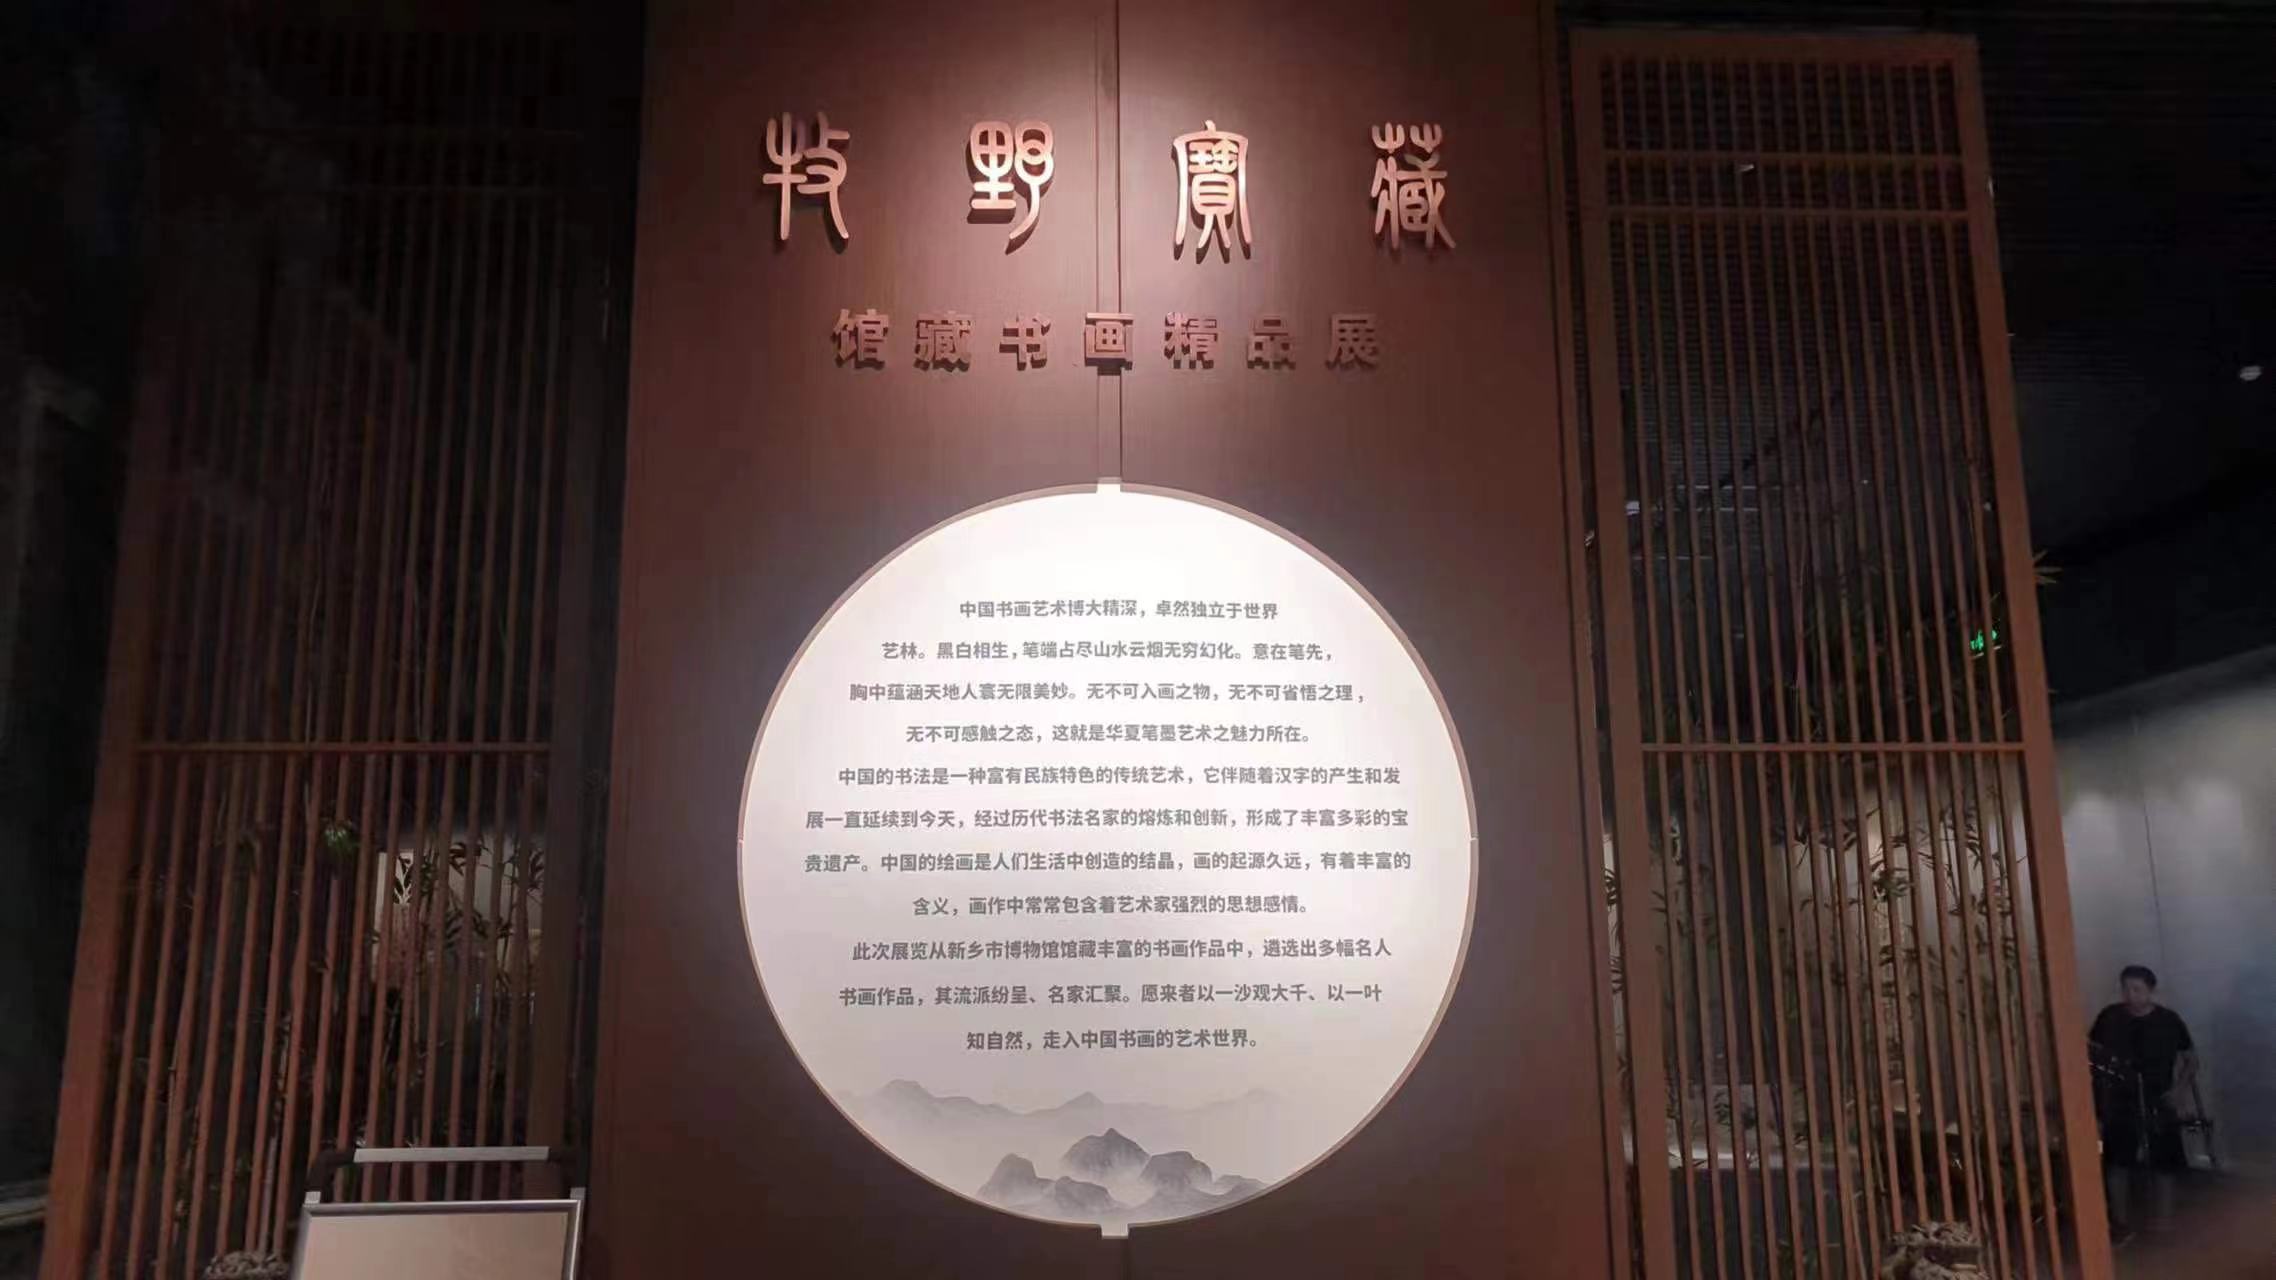 牧野寶藏
馆藏书画精品展
中国书画艺术博大精深，卓然独立于世界
艺林。黑白相生，笔端占尽山水云烟无穷幻化。意在笔先，
胸中蕴涵天地人寰无限美妙。无不可入画之物，无不可省悟之理，
无不可感触之态，这就是华夏笔墨艺术之魅力所在。
中国的书法是一种富有民族特色的传统艺术，它伴随着汉字的产生和发
展一直延续到今天，经过历代书法名家的熔炼和创新，形成了丰富多彩的宝
贵遗产。中国的绘画是人们生活中创造的结晶，画的起源久远，有着丰富的
含义，画作中常常包含着艺术家强烈的思想感情。
此次展览从新乡市博物馆馆藏丰富的书画作品中，遴选出多幅名人
书画作品，其流派纷呈、名家汇聚。愿来者以一沙观大千、以一叶
知自然，走入中国书画的艺术世界。